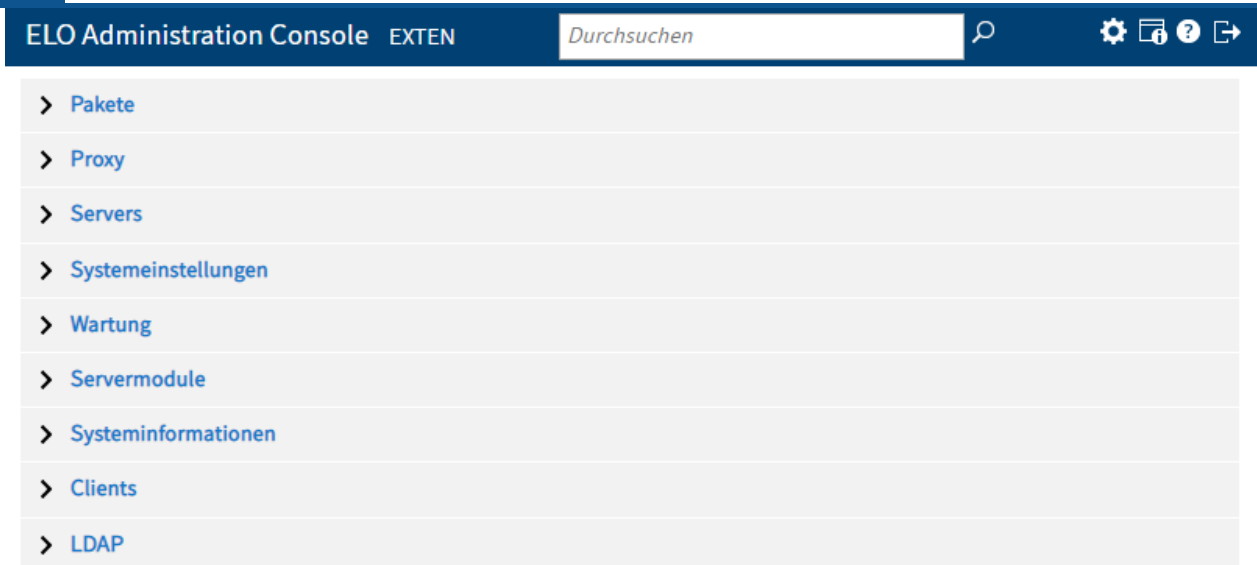 ELO Administration Console EXTEN Durchsuchen
Pakete
Proxy
Servers
Systemeinstellungen
Wartung
Servermodule
Systeminformationen
Clients
LDAP